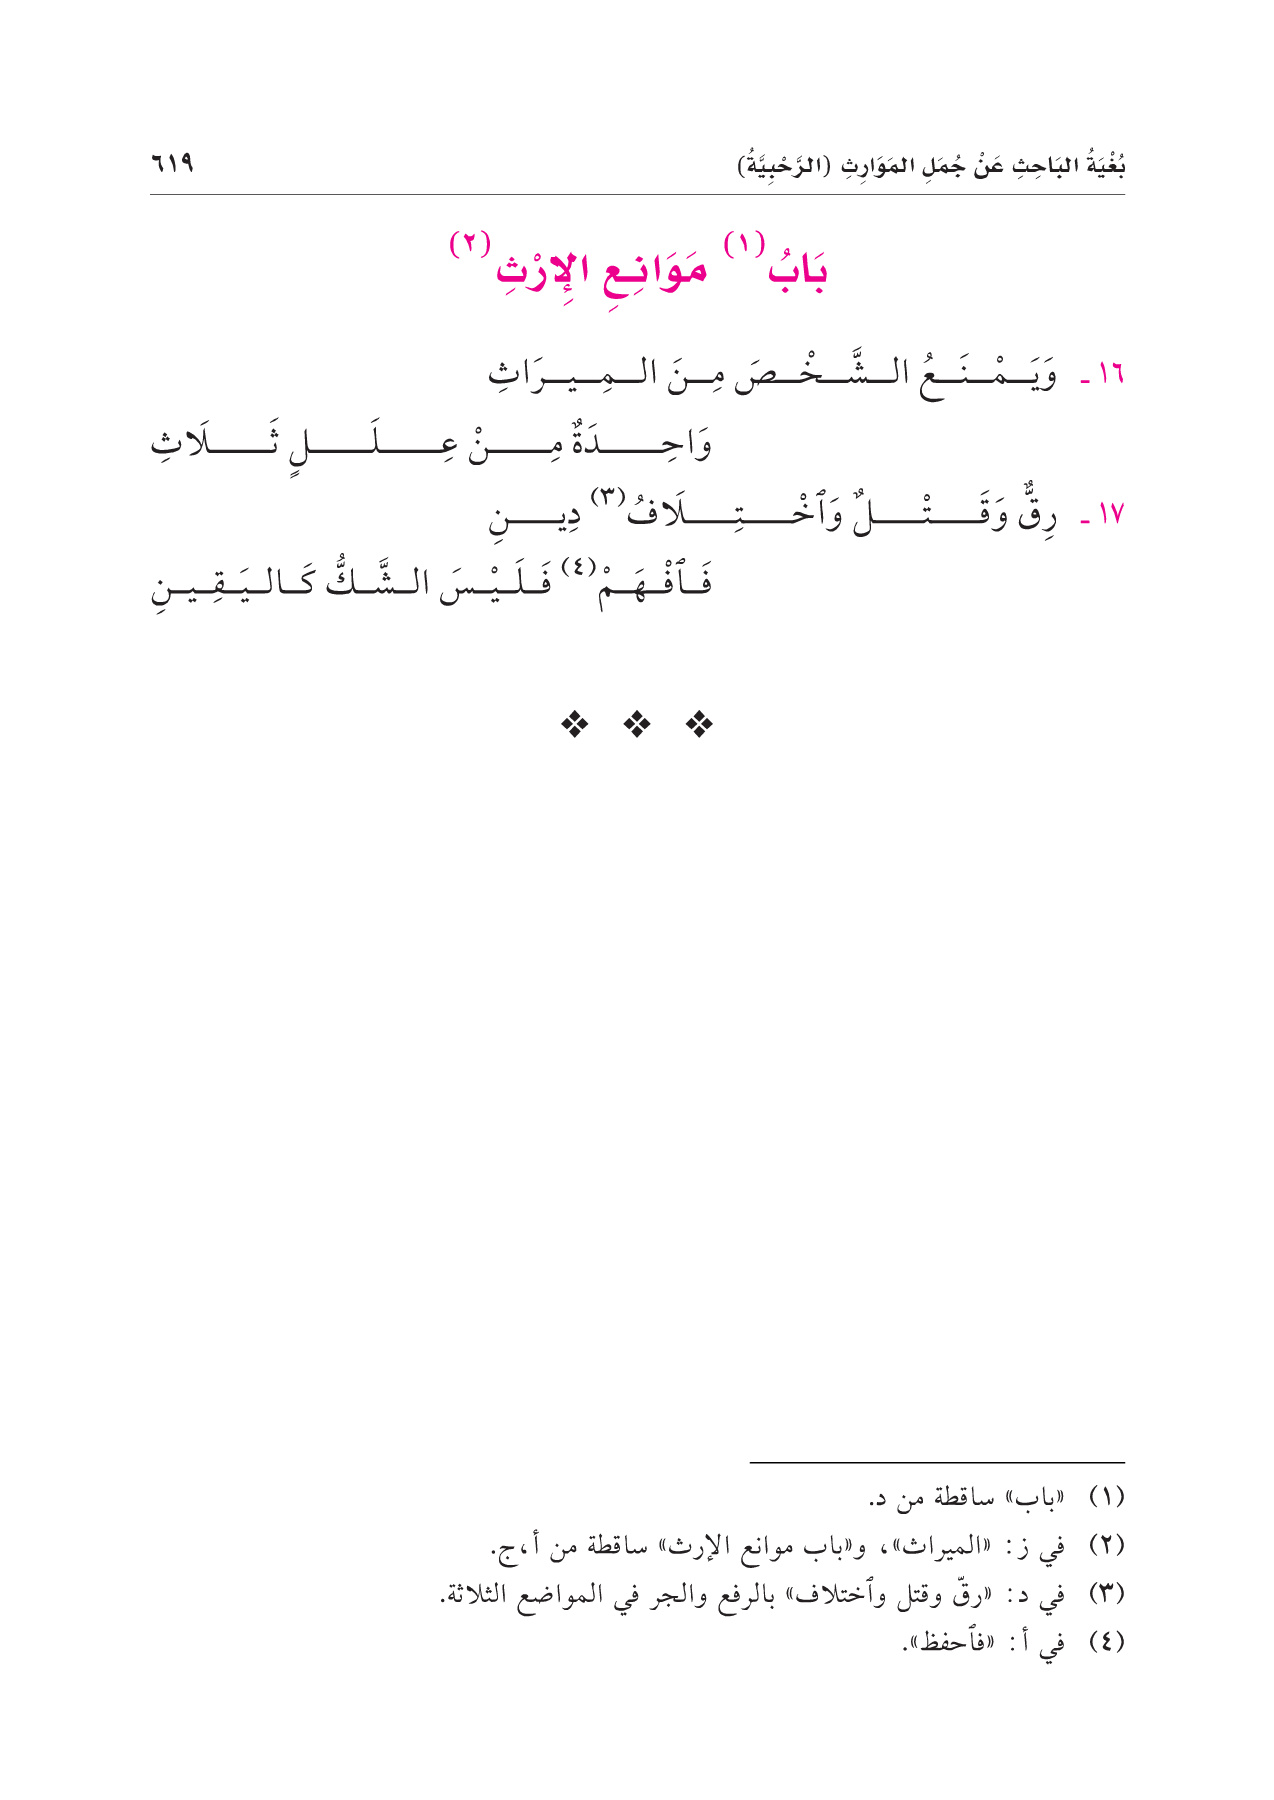 بُغْيَةُ البَاحِثِ عَنْ جُمَلِ المَوَارِثِ (الرَّحْبِيَّةُ) ٦١٩
بَابُ(١) مَوَانِعِ الإِرْثِ(٢)
١٦ ـ وَيَمْنَعُ الشَّخْصَ مِنَ المِيرَاثِ
وَاحِدَةٌ مِنْ عِلَلٍ ثَلَاثِ
١٧ ـ رِقٌّ وَقَتْلٌ وَٱخْتِلَافُ(٣) دِينِ
فَٱفْهَمْ(٤) فَلَيْسَ الشَّكُّ كَاليَقِينِ
(١) «باب» ساقطة من د.
(٢) في ز: «الميراث»، و«باب موانع الإرث» ساقطة من أ،ج.
(٣) في د: «رقّ وقتل وٱختلاف» بالرفع والجر في المواضع الثلاثة.
(٤) في أ: «فٱحفظ».